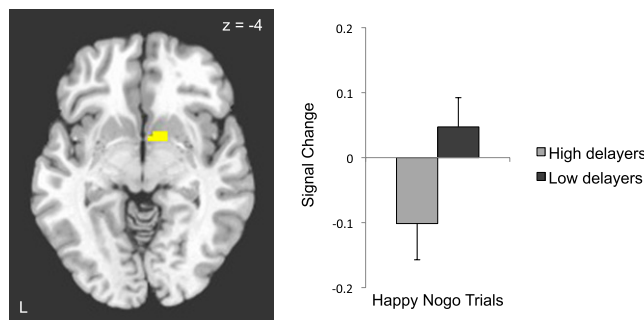 z = -4
L
Signal Change
0.2
0.1
0
-0.1
-0.2
Happy Nogo Trials
High delayers
Low delayers